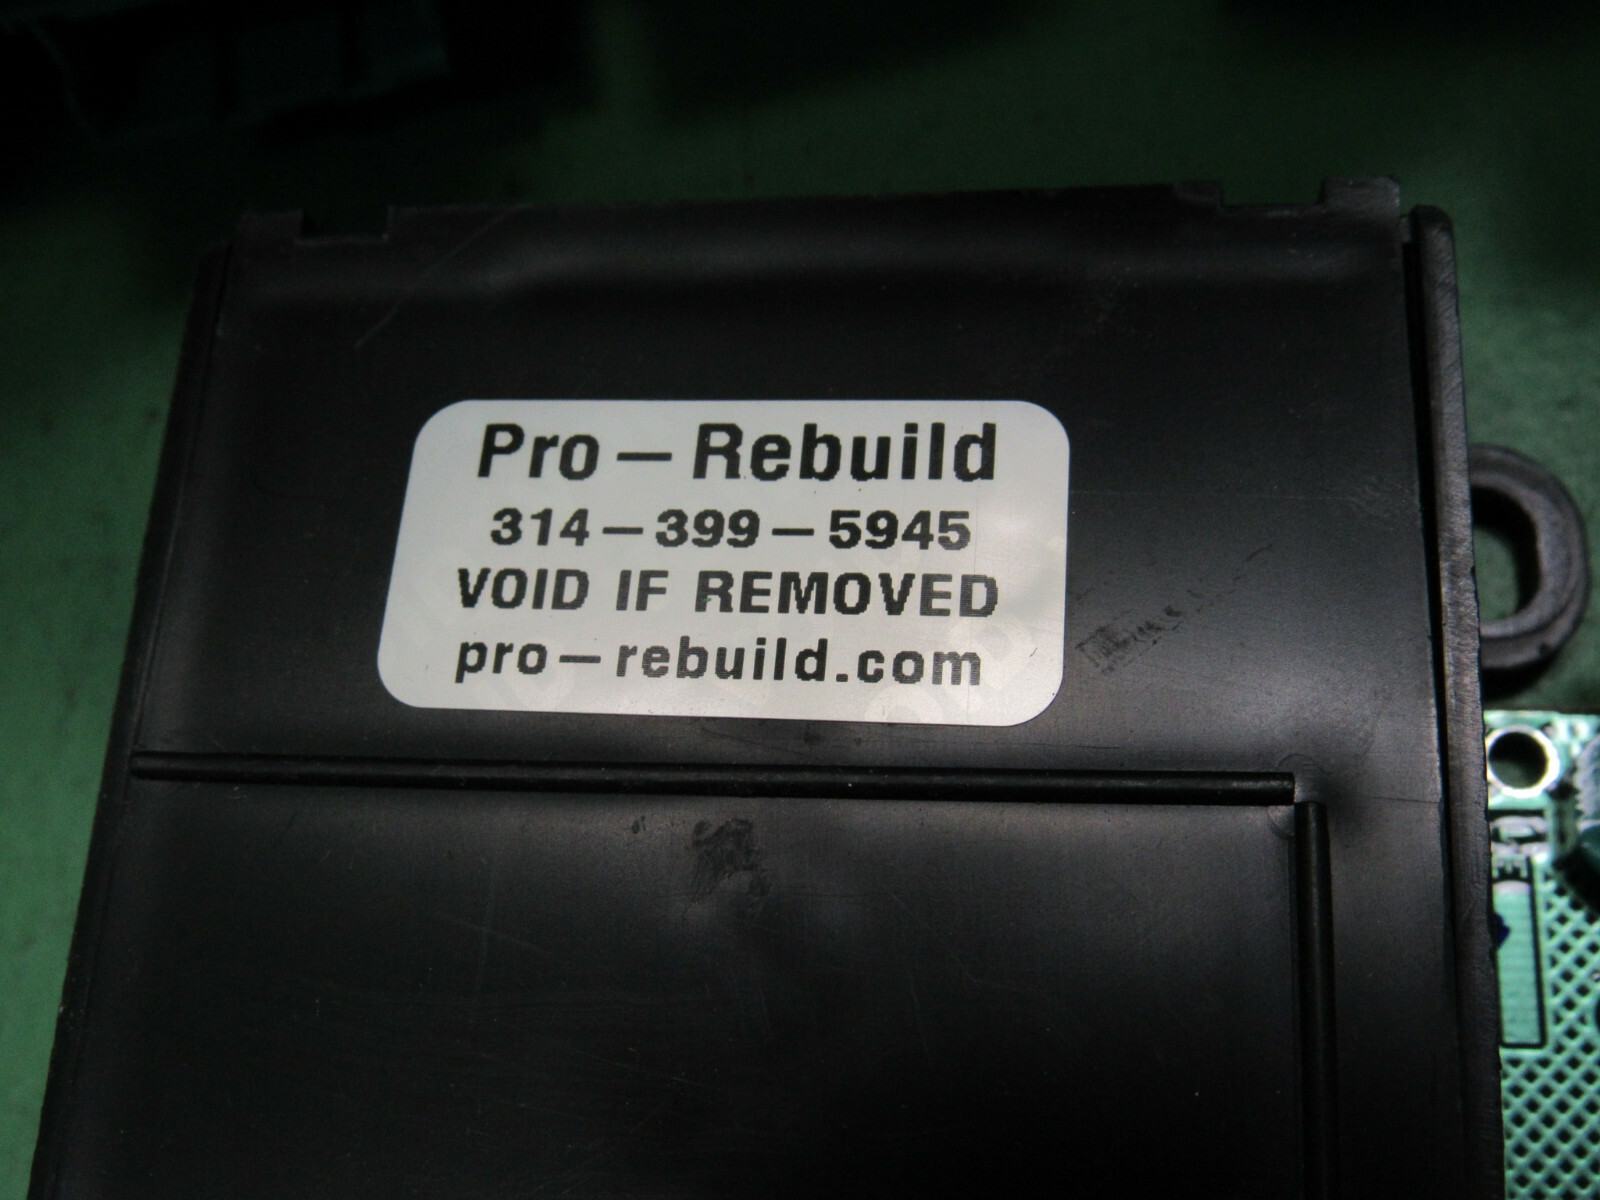 Pro-Rebuild
314-399-5945
VOID IF REMOVED
pro-rebuild.com